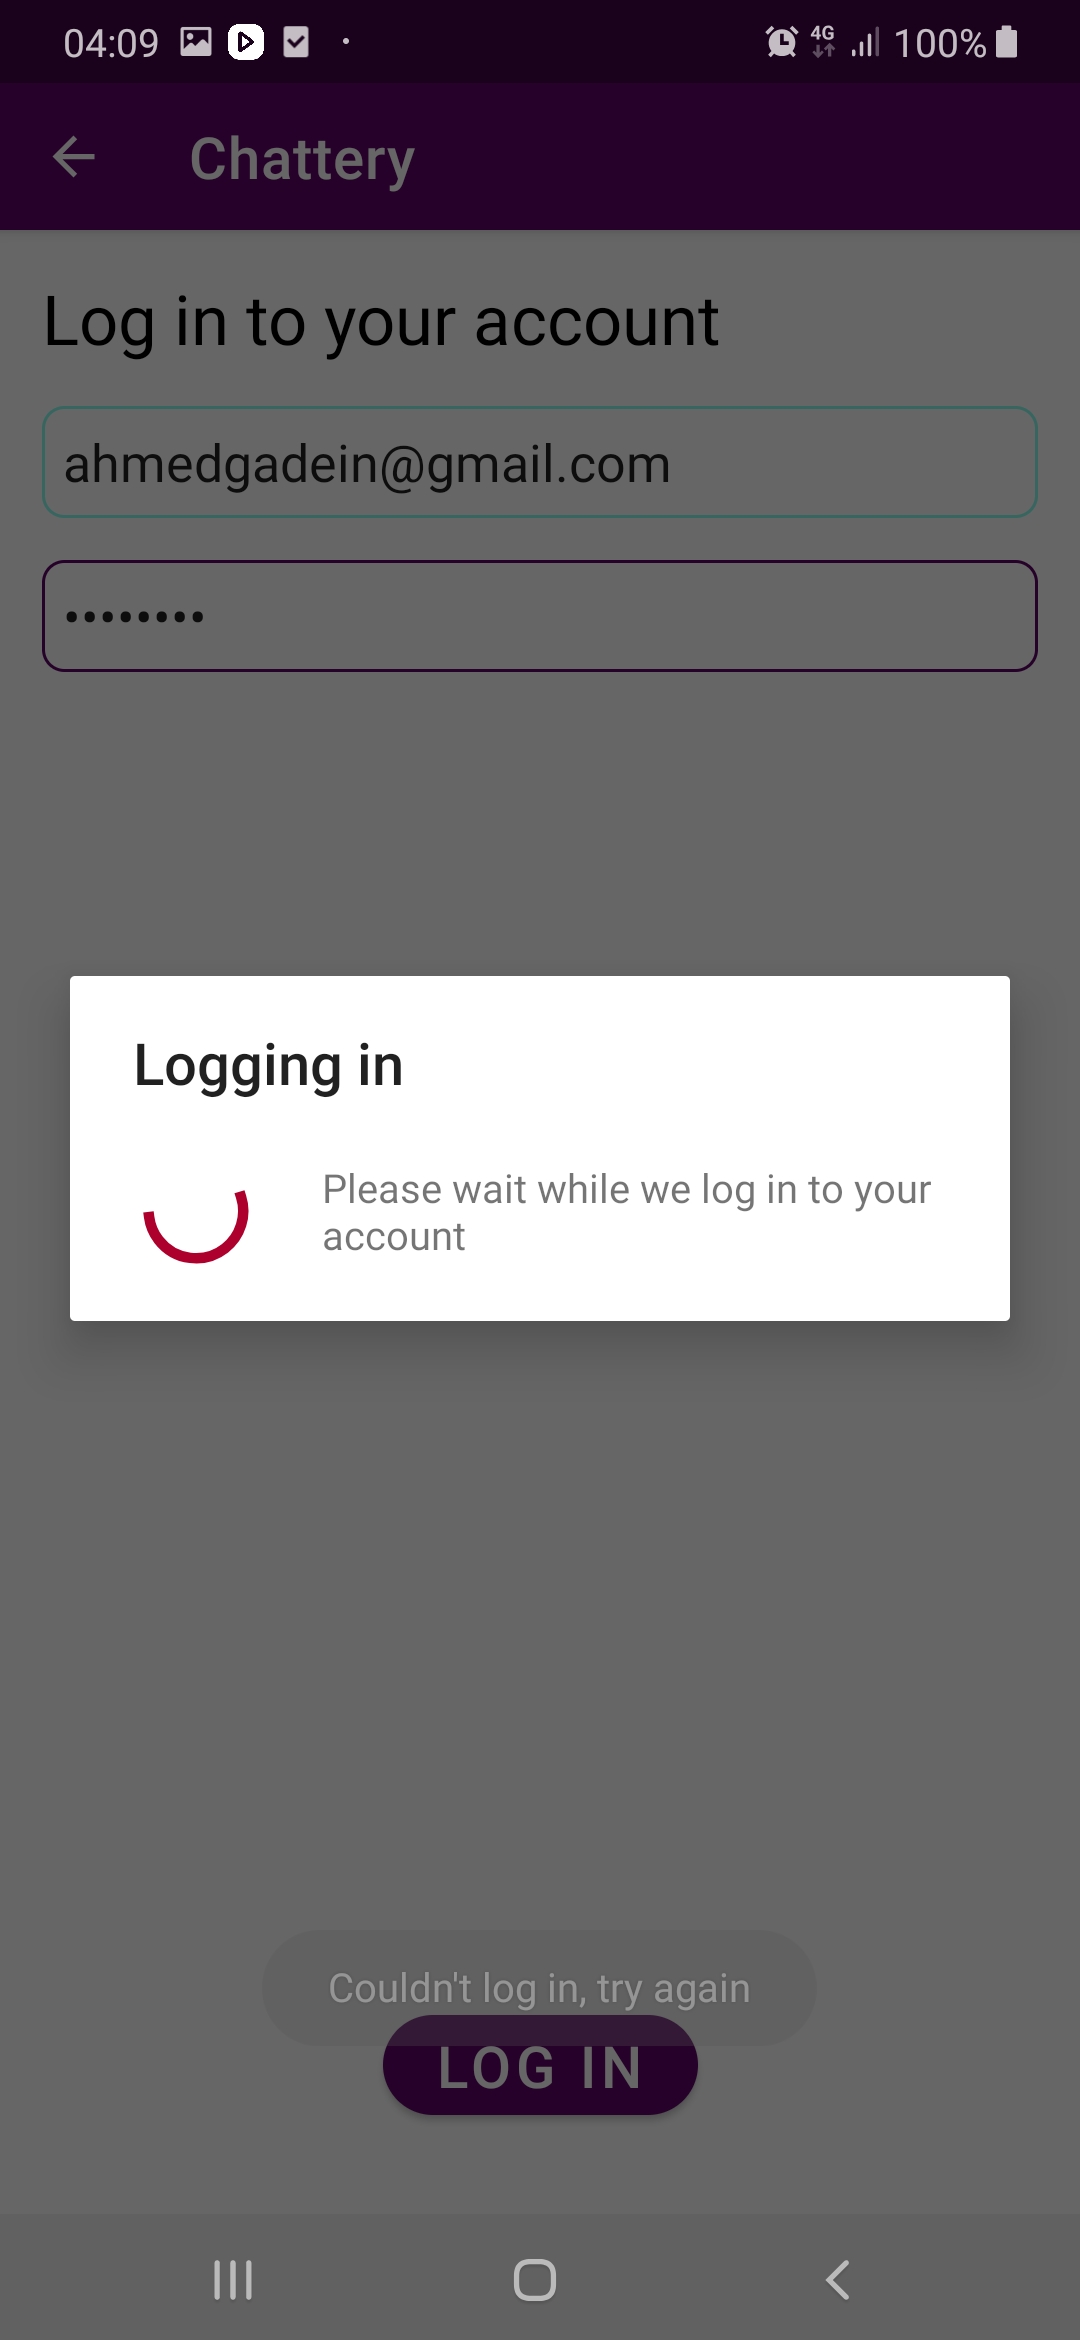 04:09
4G
100%
Chattery
Log in to your account
ahmedgadein@gmail.com
••••••••
Logging in
Please wait while we log in to your
account
Couldn't log in, try again
LOG IN